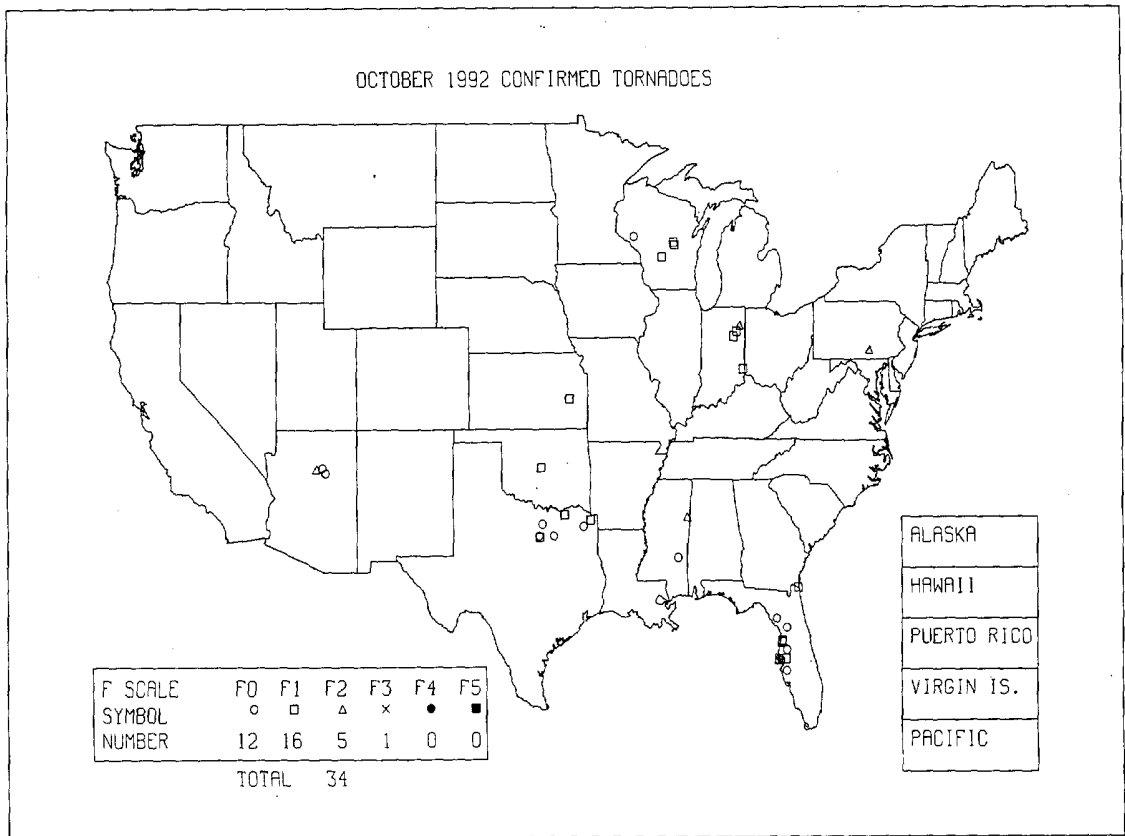 OCTOBER 1992 CONFIRMED TORNADOES
ALASKA
HAWAII
PUERTO RICO
VIRGIN IS.
PACIFIC
F SCALE F0 F1 F2 F3 F4 F5
SYMBOL ○ □ △ × ● ■
NUMBER 12 16 5 1 0 0
TOTAL 34